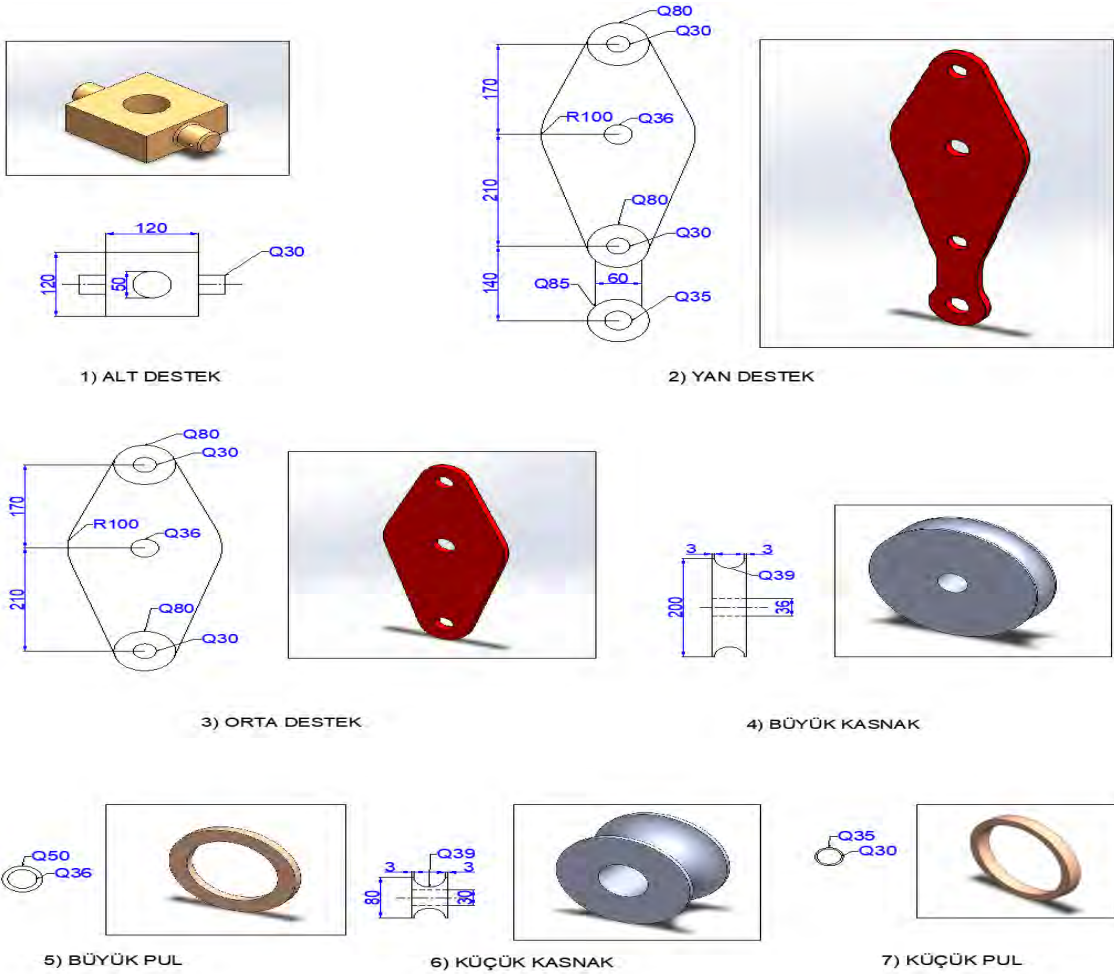 120
120
50
Q30
1) ALT DESTEK
Q80
Q30
170
R100
Q36
210
Q80
Q30
140
Q85
60
Q35
2) YAN DESTEK
Q80
Q30
170
R100
Q36
210
Q80
Q30
3) ORTA DESTEK
3
3
Q39
200
36
4) BÜYÜK KASNAK
Q50
Q36
5) BÜYÜK PUL
Q39
3
3
80
30
6) KÜÇÜK KASNAK
Q35
Q30
7) KÜÇÜK PUL